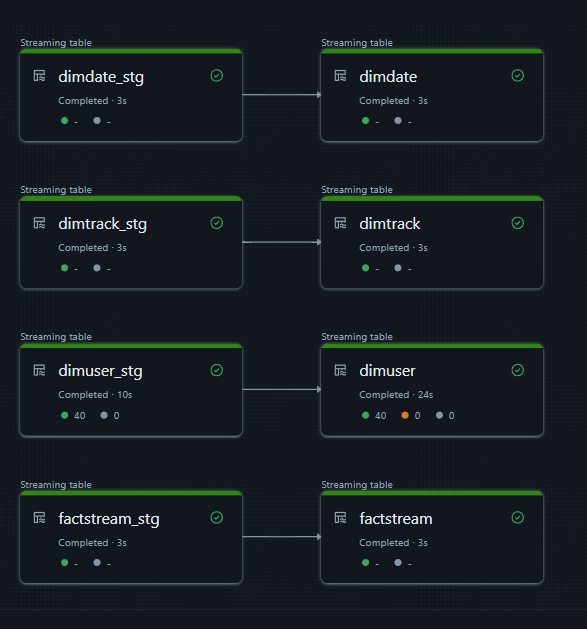 Streaming table
dimdate_stg
Completed · 3s
- -
Streaming table
dimdate
Completed · 3s
- -
Streaming table
dimtrack_stg
Completed · 3s
- -
Streaming table
dimtrack
Completed · 3s
- -
Streaming table
dimuser_stg
Completed · 10s
40 0
Streaming table
dimuser
Completed · 24s
40 0 0
Streaming table
factstream_stg
Completed · 3s
- -
Streaming table
factstream
Completed · 3s
- -